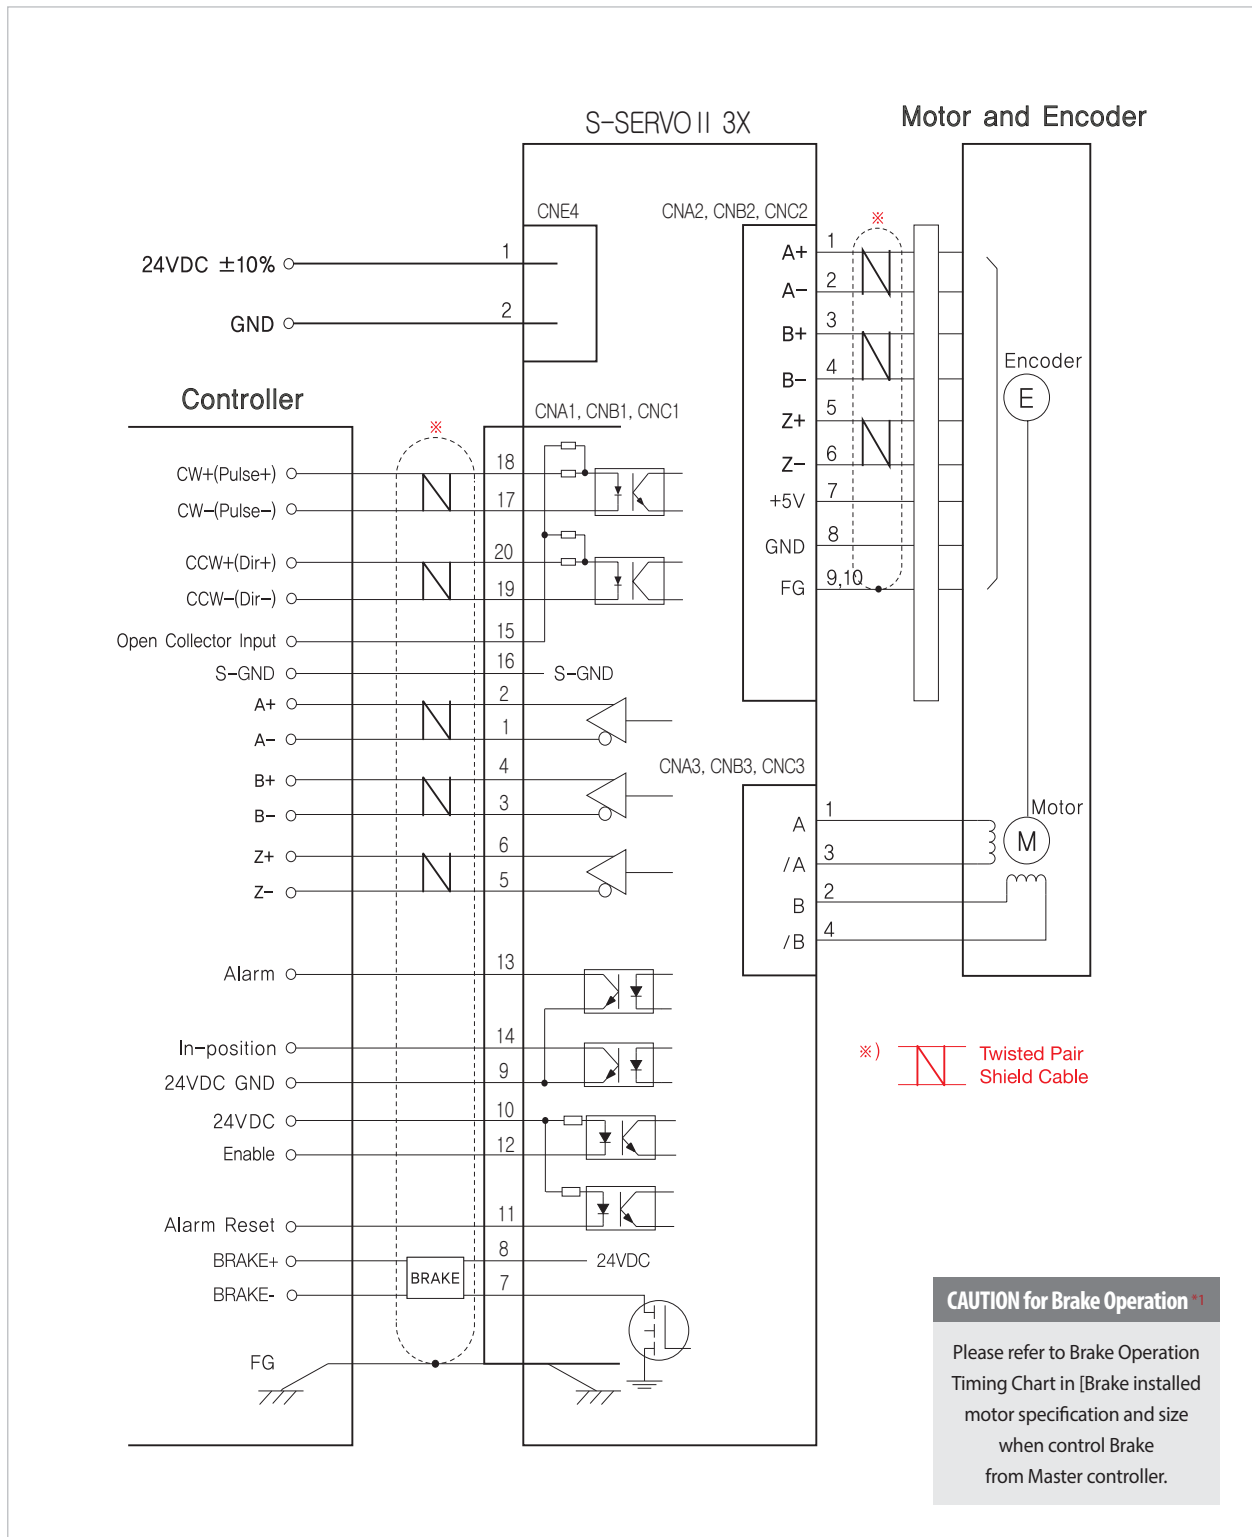 S-SERVO II 3X
Motor and Encoder
CNE4
24VDC ±10%
1
GND
2
CNA2, CNB2, CNC2
※
A+
1
A-
2
B+
3
B-
4
Z+
5
Z-
6
+5V
7
GND
8
FG
9,10
Encoder
E
Controller
※
CNA1, CNB1, CNC1
CW+(Pulse+)
18
CW-(Pulse-)
17
CCW+(Dir+)
20
CCW-(Dir-)
19
Open Collector Input
15
S-GND
16
S-GND
A+
2
A-
1
B+
4
B-
3
Z+
6
Z-
5
CNA3, CNB3, CNC3
A
1
/A
3
B
2
/B
4
Motor
M
Alarm
13
In-position
14
24VDC GND
9
24VDC
10
Enable
12
Alarm Reset
11
BRAKE+
8
24VDC
BRAKE
BRAKE-
7
FG
※)
Twisted Pair
Shield Cable
CAUTION for Brake Operation *1
Please refer to Brake Operation
Timing Chart in [Brake installed
motor specification and size
when control Brake
from Master controller.